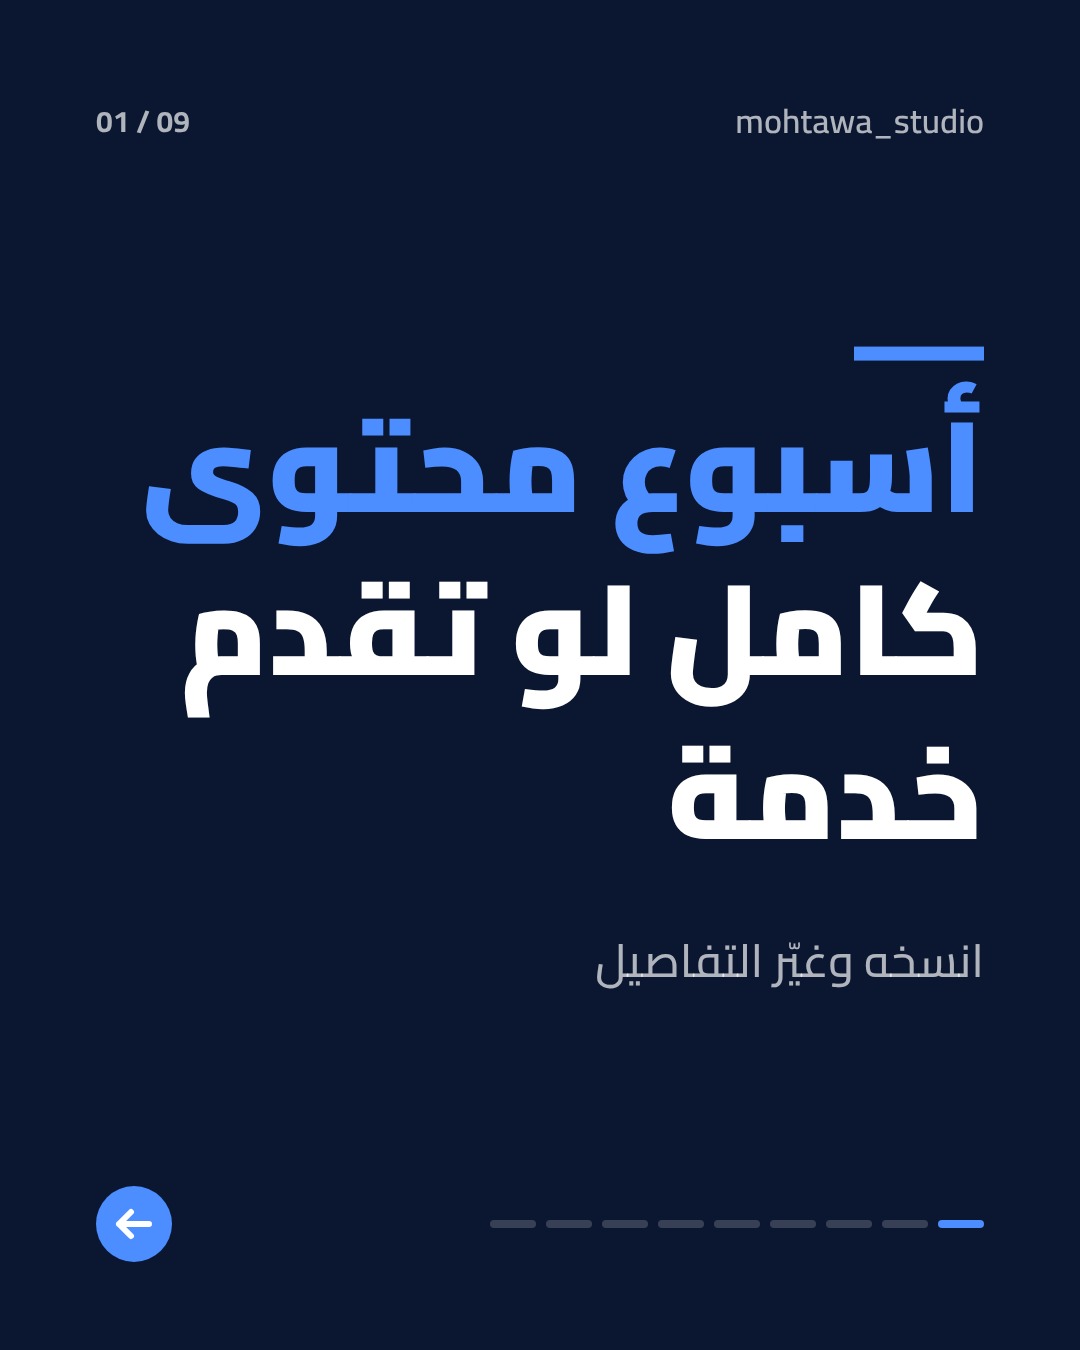 mohtawa_studio
01 / 09
أسبوع محتوى
كامل لو تقدم
خدمة
انسخه وغيّر التفاصيل